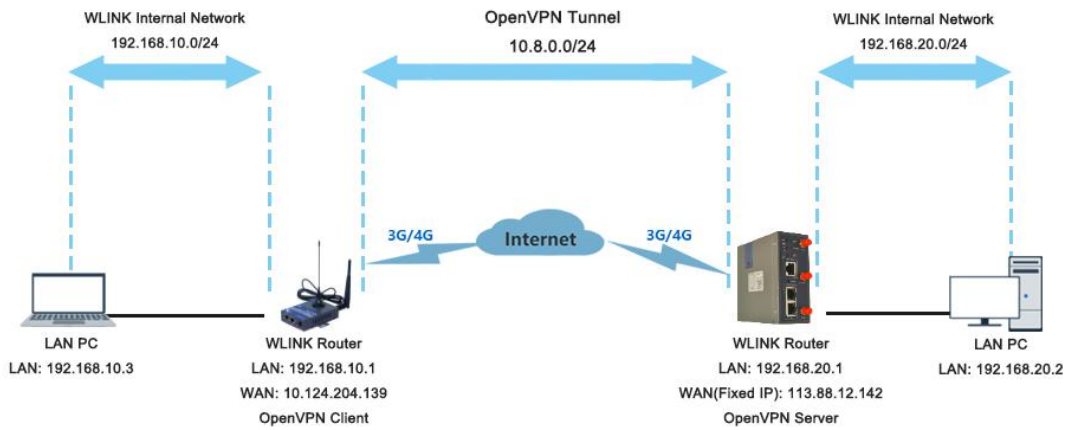 WLINK Internal Network
192.168.10.0/24
OpenVPN Tunnel
10.8.0.0/24
WLINK Internal Network
192.168.20.0/24
3G/4G
Internet
3G/4G
LAN PC
LAN: 192.168.10.3
WLINK Router
LAN: 192.168.10.1
WAN: 10.124.204.139
OpenVPN Client
WLINK Router
LAN: 192.168.20.1
WAN(Fixed IP): 113.88.12.142
OpenVPN Server
LAN PC
LAN: 192.168.20.2